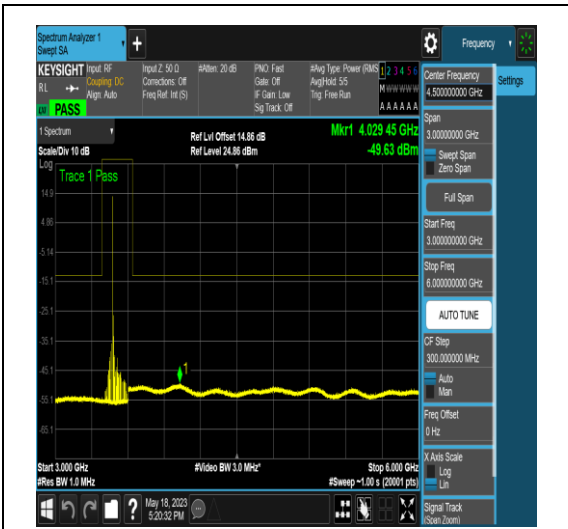 Spectrum Analyzer 1
Swept SA
+
Frequency
KEYSIGHT
RL
PASS
Input: RF
Coupling: DC
Align: Auto
Input Z: 50 Ω
Corrections: Off
Freq Ref: Int (S)
#Atten: 20 dB
PNO: Fast
Gate: Off
IF Gain: Low
Sig Track: Off
#Avg Type: Power (RMS
Avg|Hold: 5/5
Trig: Free Run
1 2 3 4 5 6
M w w w w w
A A A A A A
1 Spectrum
Scale/Div 10 dB
Ref Lvl Offset 14.86 dB
Ref Level 24.86 dBm
Mkr1 4.029 45 GHz
-49.63 dBm
Log
Trace 1 Pass
14.9
4.86
-5.14
-15.1
-25.1
-35.1
-45.1
-55.1
-65.1
1
Start 3.000 GHz
#Res BW 1.0 MHz
#Video BW 3.0 MHz*
Stop 6.000 GHz
#Sweep ~1.00 s (20001 pts)
Center Frequency
4.500000000 GHz
Settings
Span
3.00000000 GHz
Swept Span
Zero Span
Full Span
Start Freq
3.000000000 GHz
Stop Freq
6.000000000 GHz
AUTO TUNE
CF Step
300.000000 MHz
Auto
Man
Freq Offset
0 Hz
X Axis Scale
Log
Lin
Signal Track
(Span Zoom)
?
May 18, 2023
5:20:32 PM